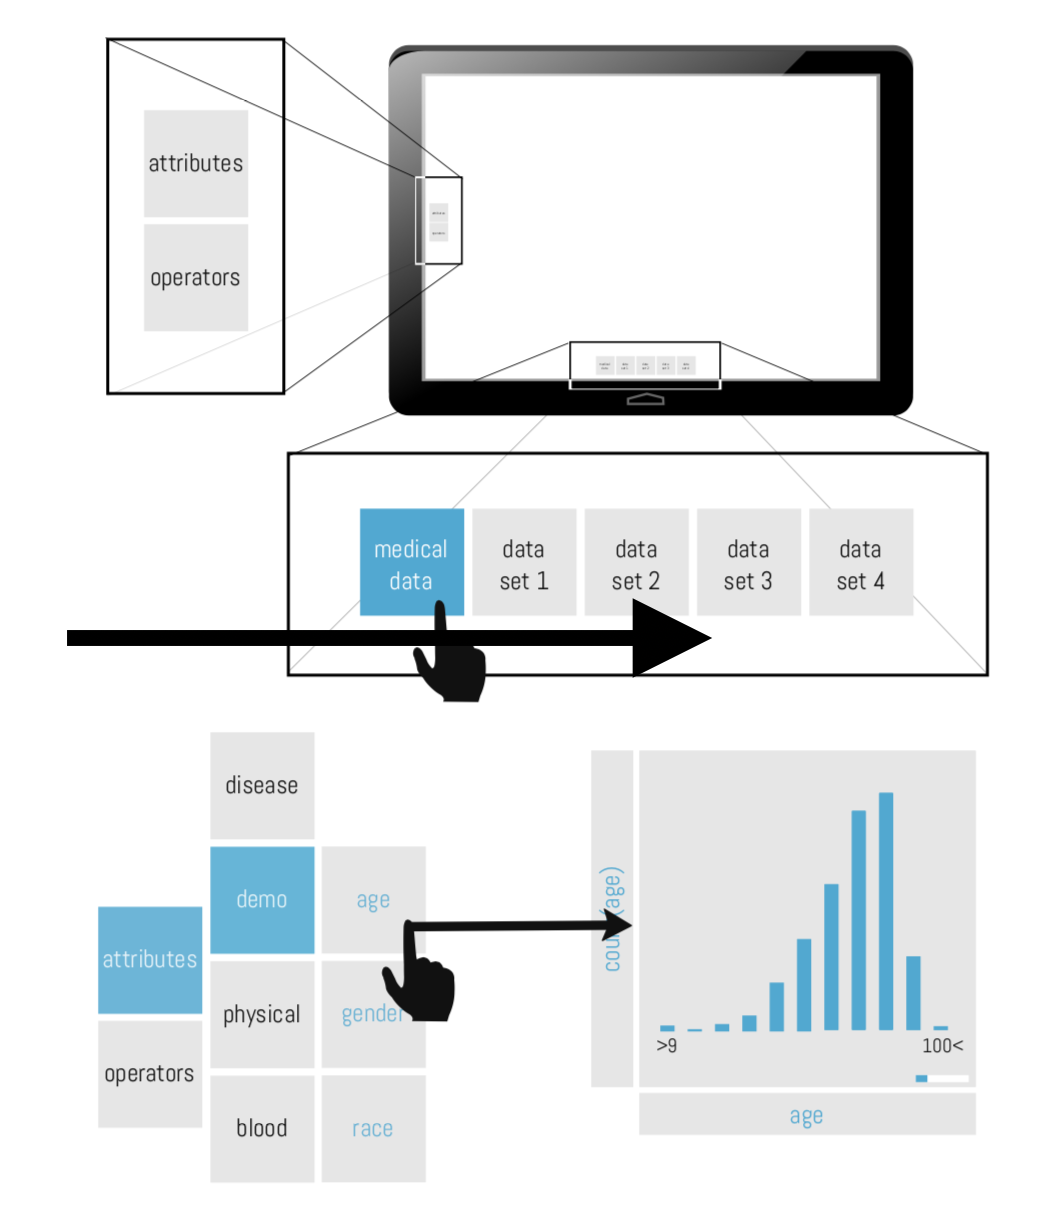 attributes
operators
medical
data
data
set 1
data
set 2
data
set 3
data
set 4
disease
demo
age
attributes
physical
gender
operators
blood
race
>9
100<
age